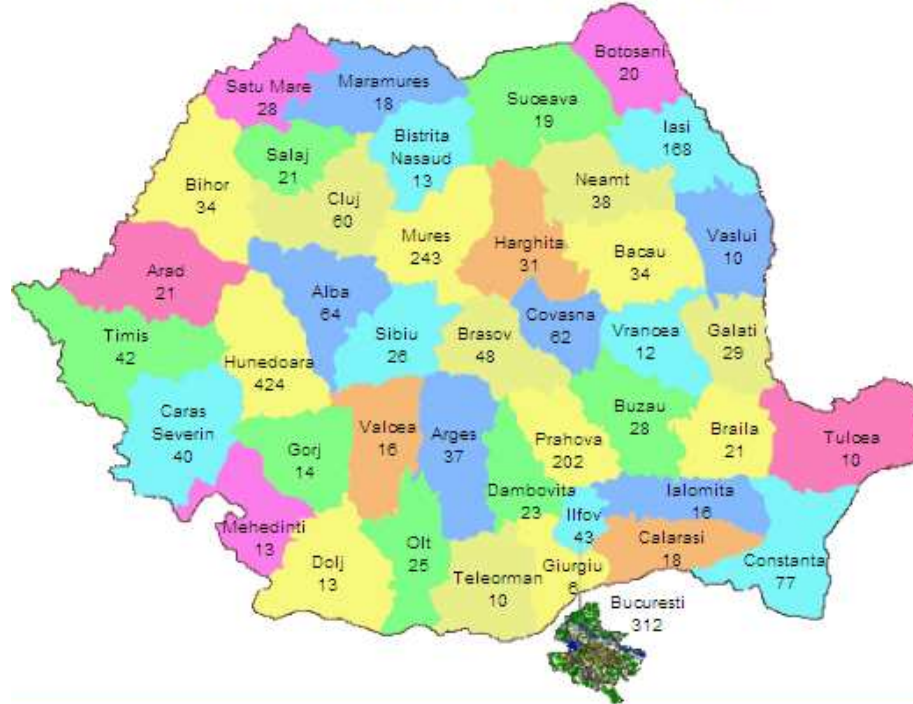 Botosani
20
Satu Mare
28
Maramures
18
Suceava
19
Iasi
168
Bistrita
Nasaud
13
Salaj
21
Bihor
34
Cluj
60
Neamt
38
Mures
243
Harghita
31
Bacau
34
Vaslui
10
Arad
21
Alba
64
Timis
42
Hunedoara
424
Sibiu
26
Brasov
48
Covasna
62
Vrancea
12
Galati
29
Caras
Severin
40
Gorj
14
Valcea
16
Arges
37
Prahova
202
Buzau
28
Braila
21
Tulcea
10
Dambovita
23
Ilfov
43
Ialomita
16
Mehedinti
13
Dolj
13
Olt
25
Teleorman
10
Giurgiu
6
Calarasi
18
Constanta
77
Bucuresti
312